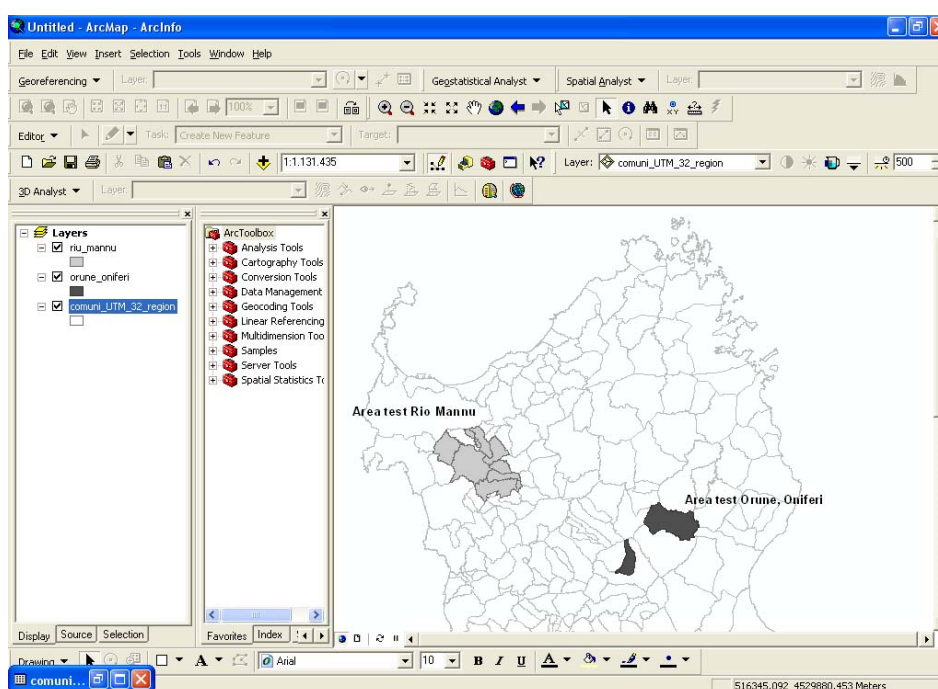 Untitled - ArcMap - ArcInfo
File Edit View Insert Selection Tools Window Help
Georeferencing Layer: Geostatistical Analyst Spatial Analyst Layer:
100%
Editor Task: Create New Feature Target:
1:1.131.435 Layer: comuni_UTM_32_region 500
3D Analyst Layer:
Layers
riu_mannu
orune_oniferi
comuni_UTM_32_region
ArcToolbox
Analysis Tools
Cartography Tools
Conversion Tools
Data Management
Geocoding Tools
Linear Referencing
Multidimension Too
Samples
Server Tools
Spatial Statistics To
Area test Rio Mannu
Area test Orune, Oniferi
Display Source Selection
Favorites Index
Drawing A Arial 10 B I U A
comuni...
516345,092 4529880,453 Meters